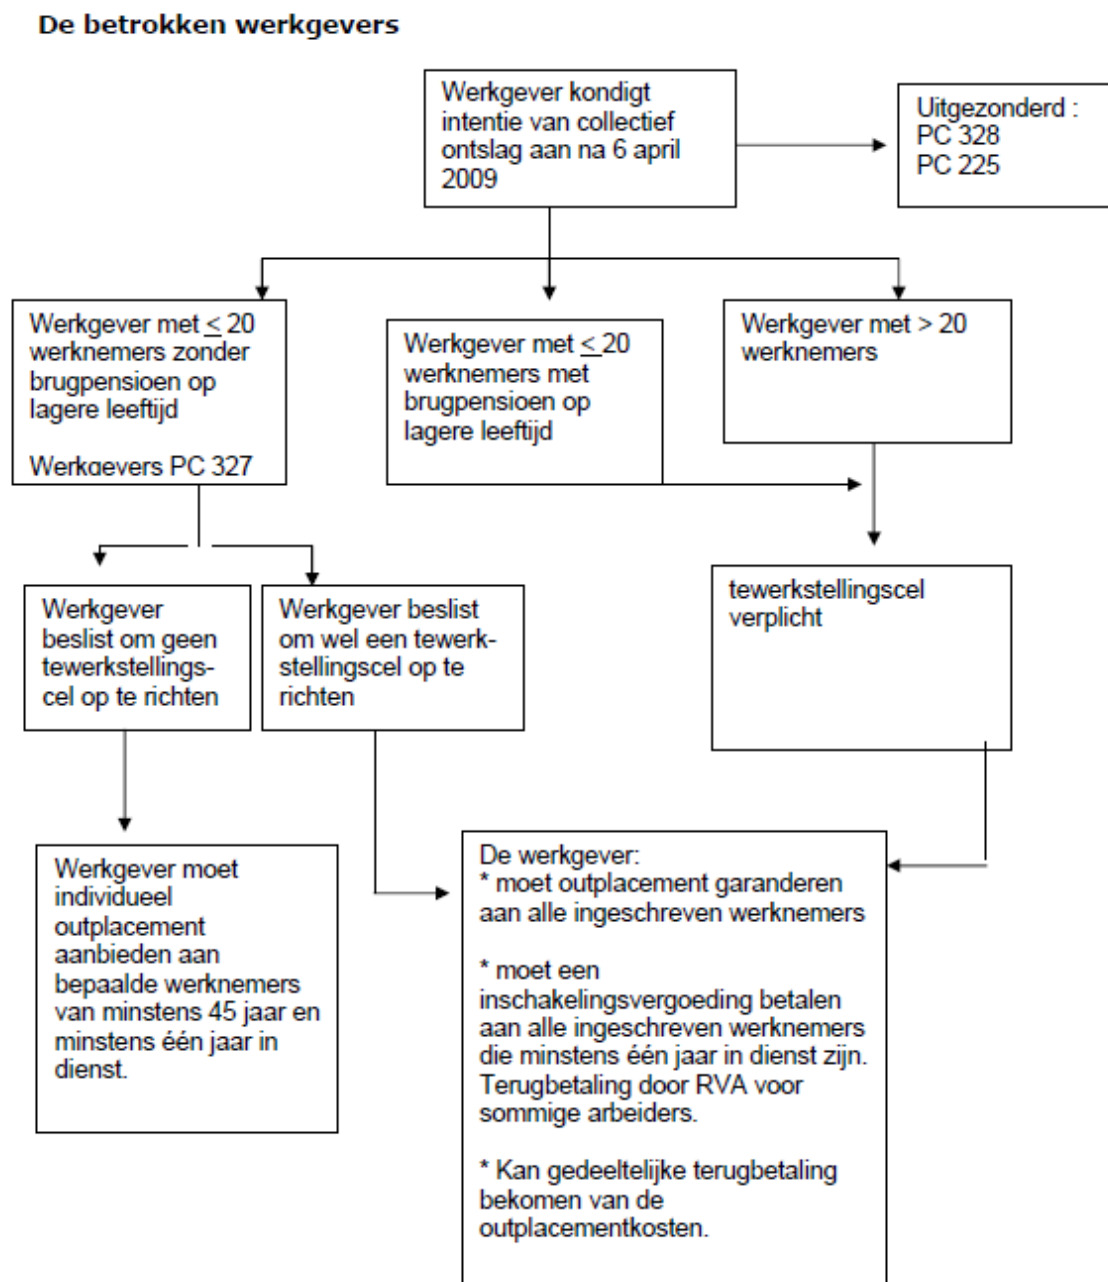 De betrokken werkgevers
Werkgever kondigt
intentie van collectief
ontslag aan na 6 april
2009
Uitgezonderd :
PC 328
PC 225
Werkgever met < 20
werknemers zonder
brugpensioen op
lagere leeftijd
Werkgevers PC 327
Werkgever met < 20
werknemers met
brugpensioen op
lagere leeftijd
Werkgever met > 20
werknemers
Werkgever
beslist om geen
tewerkstellings-
cel op te richten
Werkgever beslist
om wel een tewerk-
stellingscel op te
richten
tewerkstellingscel
verplicht
Werkgever moet
individueel
outplacement
aanbieden aan
bepaalde werknemers
van minstens 45 jaar en
minstens één jaar in
dienst.
De werkgever:
* moet outplacement garanderen
aan alle ingeschreven werknemers
* moet een
inschakelingsvergoeding betalen
aan alle ingeschreven werknemers
die minstens één jaar in dienst zijn.
Terugbetaling door RVA voor
sommige arbeiders.
* Kan gedeeltelijke terugbetaling
bekomen van de
outplacementkosten.